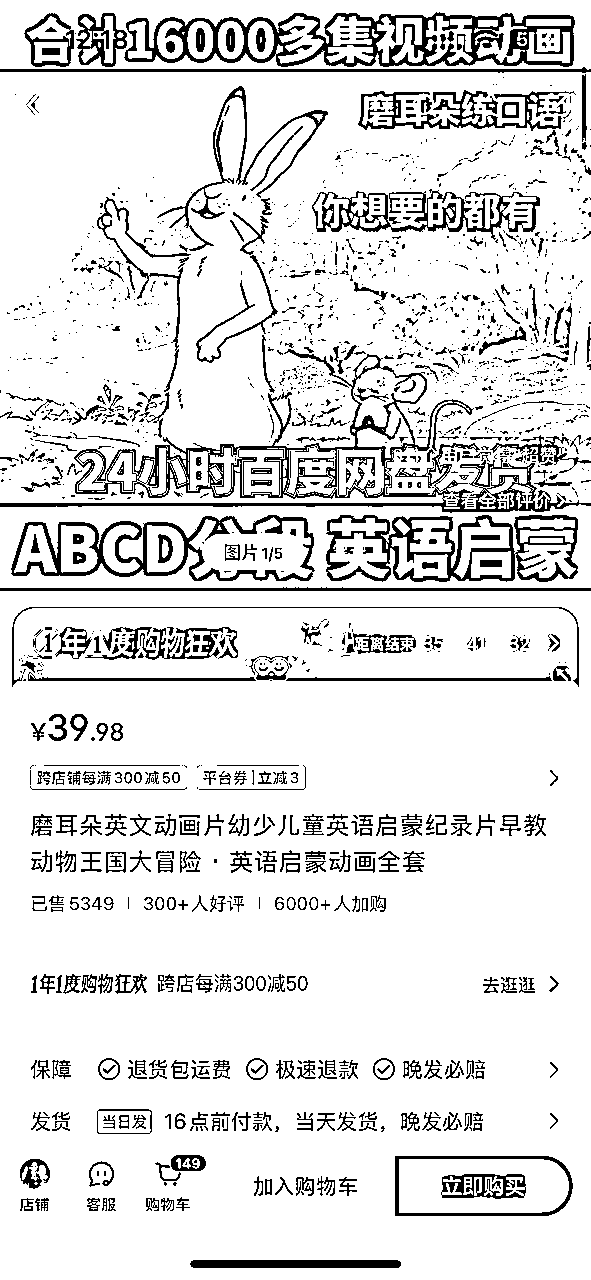 合计16000多集视频动画
磨耳朵练口语
你想要的都有
24小时百度网盘发货
查看全部评价
ABCD分段 英语启蒙
图片 1/5
1年1度购物狂欢
距离结束 35 41 32
¥39.98
跨店铺每满300减50 平台券 立减3
磨耳朵英文动画片幼少儿童英语启蒙纪录片早教
动物王国大冒险·英语启蒙动画全套
已售5349 300+人好评 6000+人加购
1年1度购物狂欢 跨店每满300减50 去逛逛
保障 退货包运费 极速退款 晚发必赔
发货 当日发 16点前付款，当天发货，晚发必赔
149
店铺 客服 购物车 加入购物车 立即购买